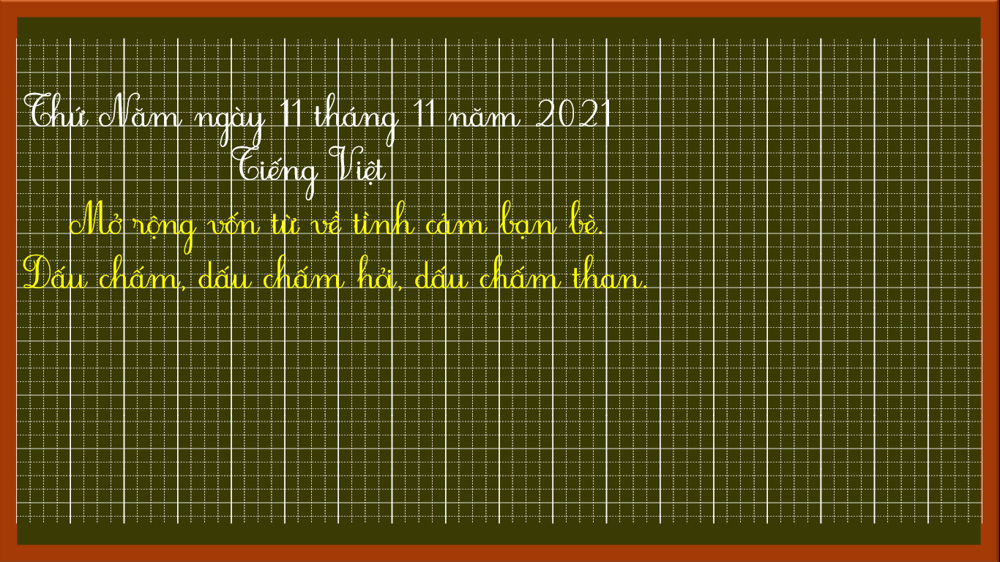 Thứ Năm ngày 11 tháng 11 năm 2021
Tiếng Việt
Mở rộng vốn từ về tình cảm bạn bè.
Dấu chấm, dấu chấm hỏi, dấu chấm than.